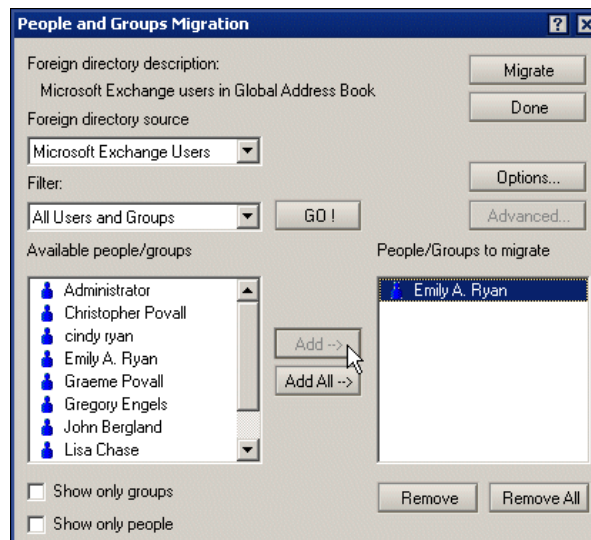 People and Groups Migration
Foreign directory description:
Microsoft Exchange users in Global Address Book
Migrate
Done
Foreign directory source
Microsoft Exchange Users
Options...
Filter:
All Users and Groups
GO !
Advanced...
Available people/groups
People/Groups to migrate
Administrator
Christopher Povall
cindy ryan
Emily A. Ryan
Graeme Povall
Gregory Engels
John Bergland
Lisa Chase
Add -->
Add All -->
Emily A. Ryan
Show only groups
Show only people
Remove
Remove All